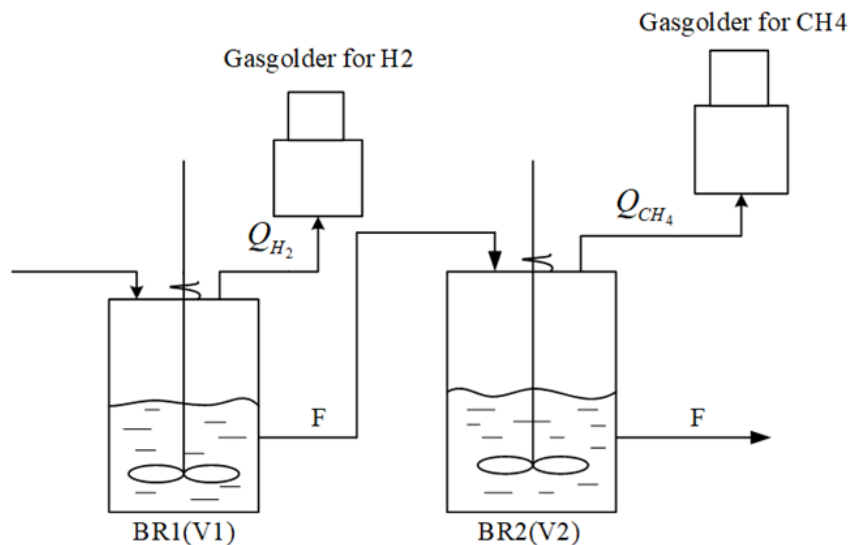 Gasgolder for CH4
Gasgolder for H2
Q_{CH_4}
Q_{H_2}
F
F
BR1(V1)
BR2(V2)